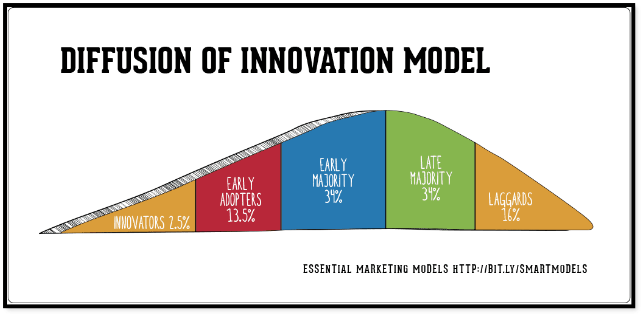 DIFFUSION OF INNOVATION MODEL
INNOVATORS 2.5%
EARLY
ADOPTERS
13.5%
EARLY
MAJORITY
34%
LATE
MAJORITY
34%
LAGGARDS
16%
ESSENTIAL MARKETING MODELS HTTP://BIT.LY/SMARTMODELS